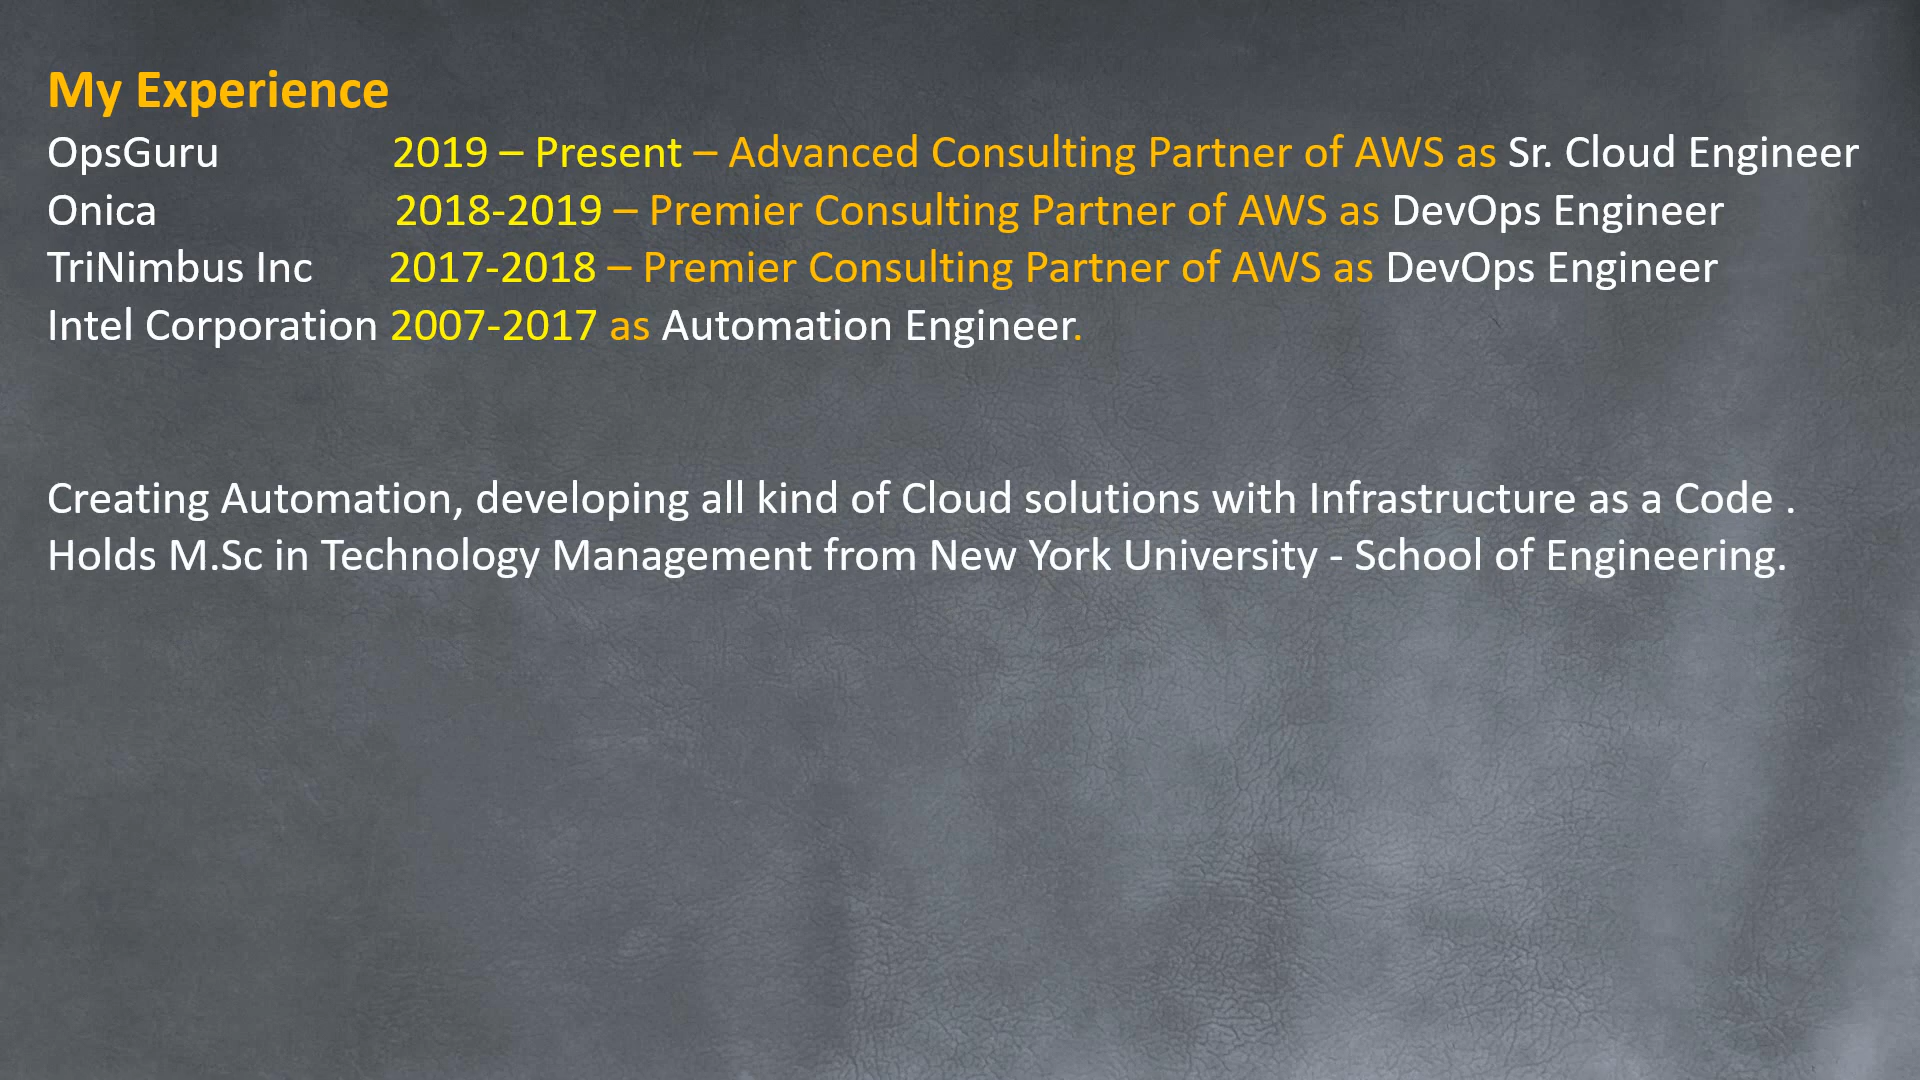 My Experience
OpsGuru 2019 – Present – Advanced Consulting Partner of AWS as Sr. Cloud Engineer
Onica 2018-2019 – Premier Consulting Partner of AWS as DevOps Engineer
TriNimbus Inc 2017-2018 – Premier Consulting Partner of AWS as DevOps Engineer
Intel Corporation 2007-2017 as Automation Engineer.
Creating Automation, developing all kind of Cloud solutions with Infrastructure as a Code .
Holds M.Sc in Technology Management from New York University - School of Engineering.